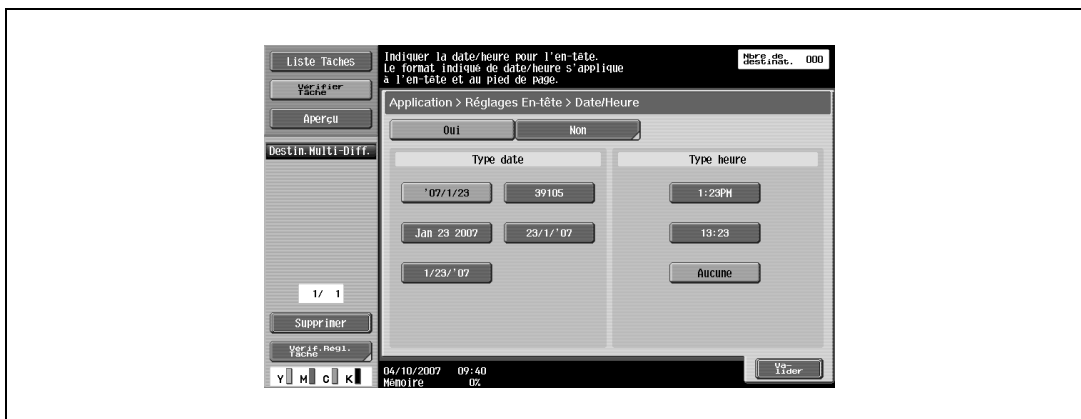 Liste Tâches
Vérifier
Tâche
Aperçu
Destin.Multi-Diff.
1/ 1
Supprimer
Vérif.Régl.
Tâche
Y M C K
Indiquer la date/heure pour l'en-tête.
Le format indiqué de date/heure s'applique
à l'en-tête et au pied de page.
Nbre de
destinat. 000
Application > Réglages En-tête > Date/Heure
Oui Non
Type date Type heure
'07/1/23 39105 1:23PM
Jan 23 2007 23/1/'07 13:23
1/23/'07 Aucune
04/10/2007 09:40
Mémoire 0%
Va-
lider